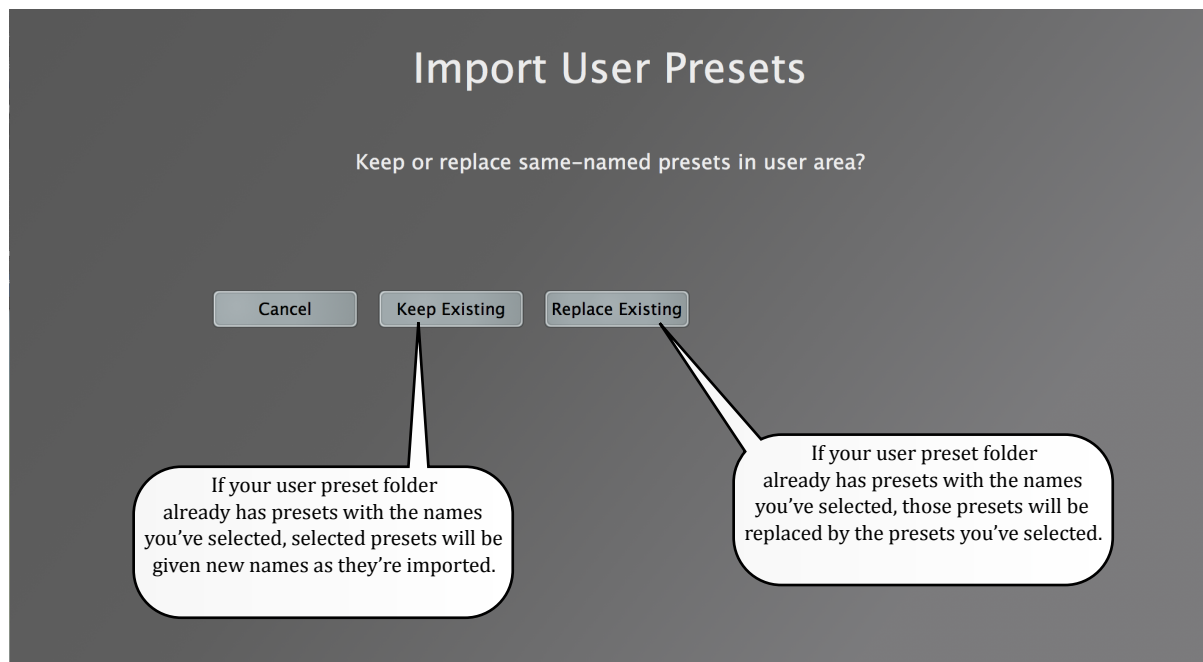 Import User Presets
Keep or replace same-named presets in user area?
Cancel
Keep Existing
Replace Existing
If your user preset folder
already has presets with the names
you’ve selected, selected presets will be
given new names as they’re imported.
If your user preset folder
already has presets with the names
you’ve selected, those presets will be
replaced by the presets you’ve selected.